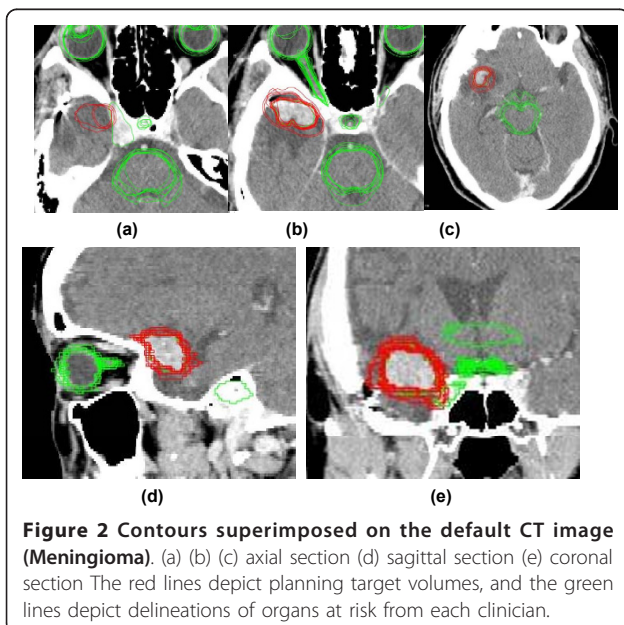 (a)
(b)
(c)
(d)
(e)
Figure 2 Contours superimposed on the default CT image
(Meningioma). (a) (b) (c) axial section (d) sagittal section (e) coronal
section The red lines depict planning target volumes, and the green
lines depict delineations of organs at risk from each clinician.